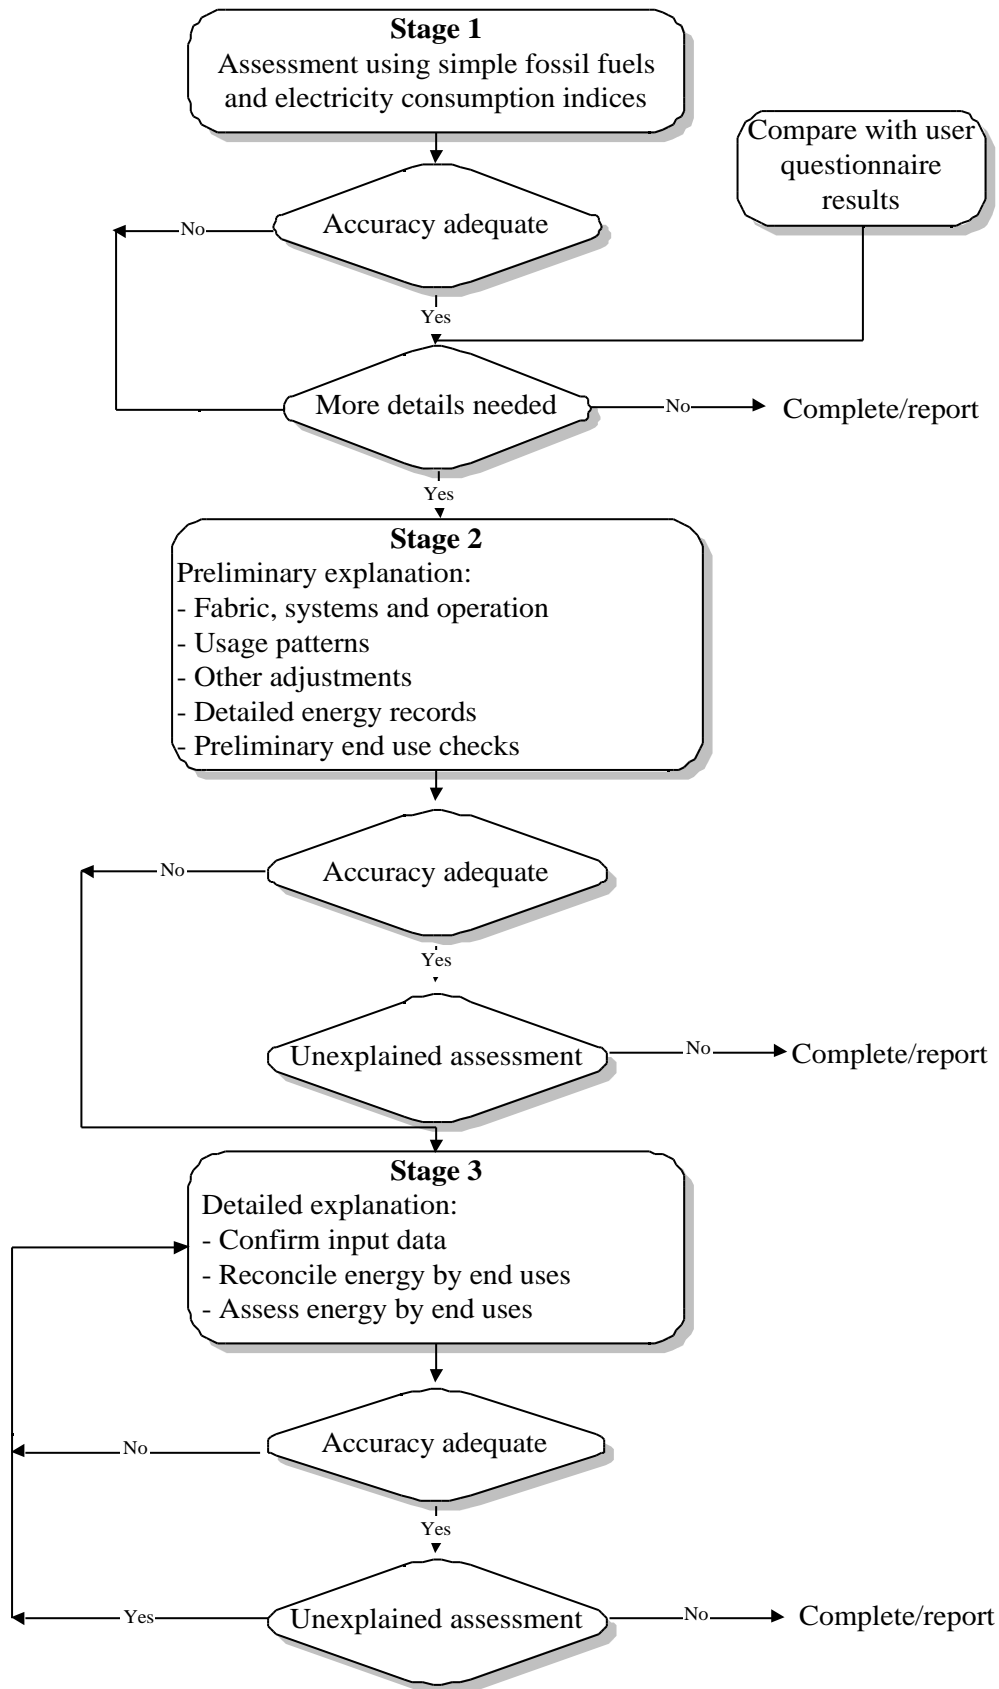 Stage 1
Assessment using simple fossil fuels
and electricity consumption indices
Compare with user
questionnaire
results
Accuracy adequate
No
Yes
More details needed
No
Complete/report
Yes
Stage 2
Preliminary explanation:
- Fabric, systems and operation
- Usage patterns
- Other adjustments
- Detailed energy records
- Preliminary end use checks
Accuracy adequate
No
Yes
Unexplained assessment
No
Complete/report
Stage 3
Detailed explanation:
- Confirm input data
- Reconcile energy by end uses
- Assess energy by end uses
Accuracy adequate
No
Yes
Unexplained assessment
Yes
No
Complete/report